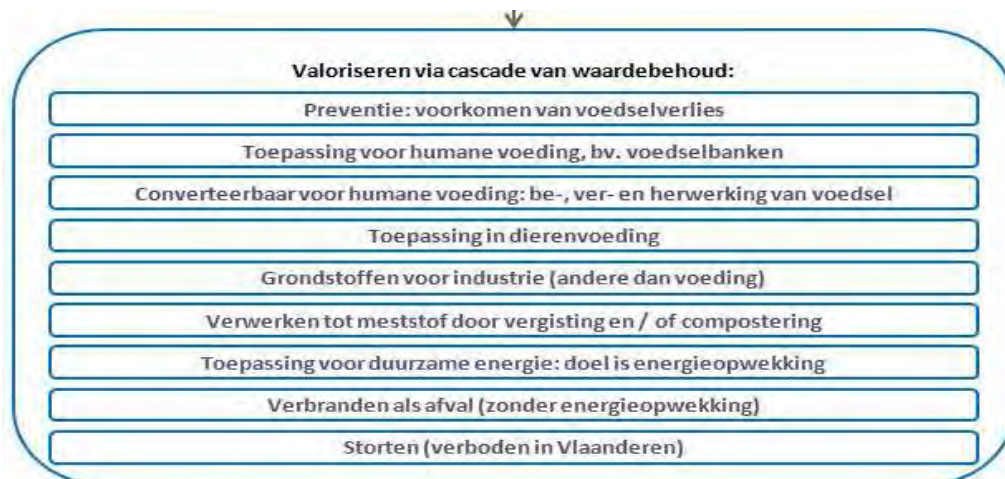 Valoriseren via cascade van waardebehoud:
Preventie: voorkomen van voedselverlies
Toepassing voor humane voeding, bv. voedselbanken
Converteerbaar voor humane voeding: be-, ver- en herwerking van voedsel
Toepassing in dierenvoeding
Grondstoffen voor industrie (andere dan voeding)
Verwerken tot meststof door vergisting en / of compostering
Toepassing voor duurzame energie: doel is energieopwekking
Verbranden als afval (zonder energieopwekking)
Storten (verboden in Vlaanderen)